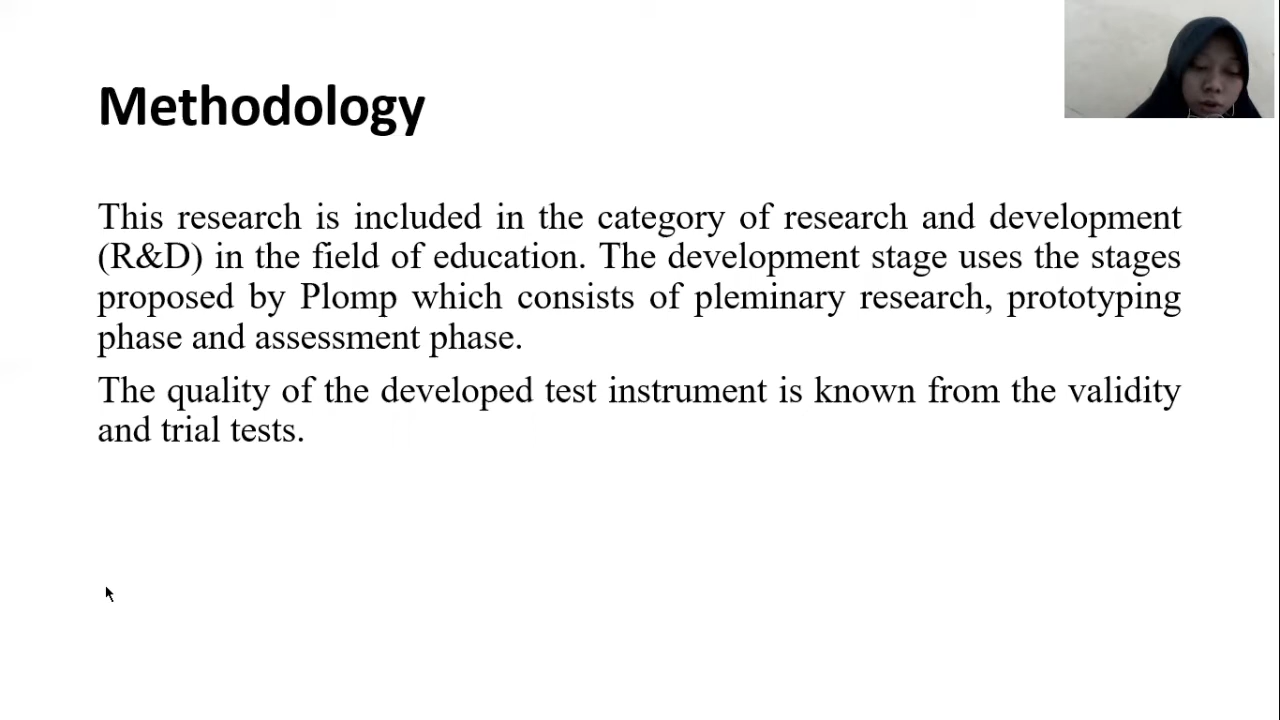 Methodology
This research is included in the category of research and development
(R&D) in the field of education. The development stage uses the stages
proposed by Plomp which consists of pleminary research, prototyping
phase and assessment phase.
The quality of the developed test instrument is known from the validity
and trial tests.